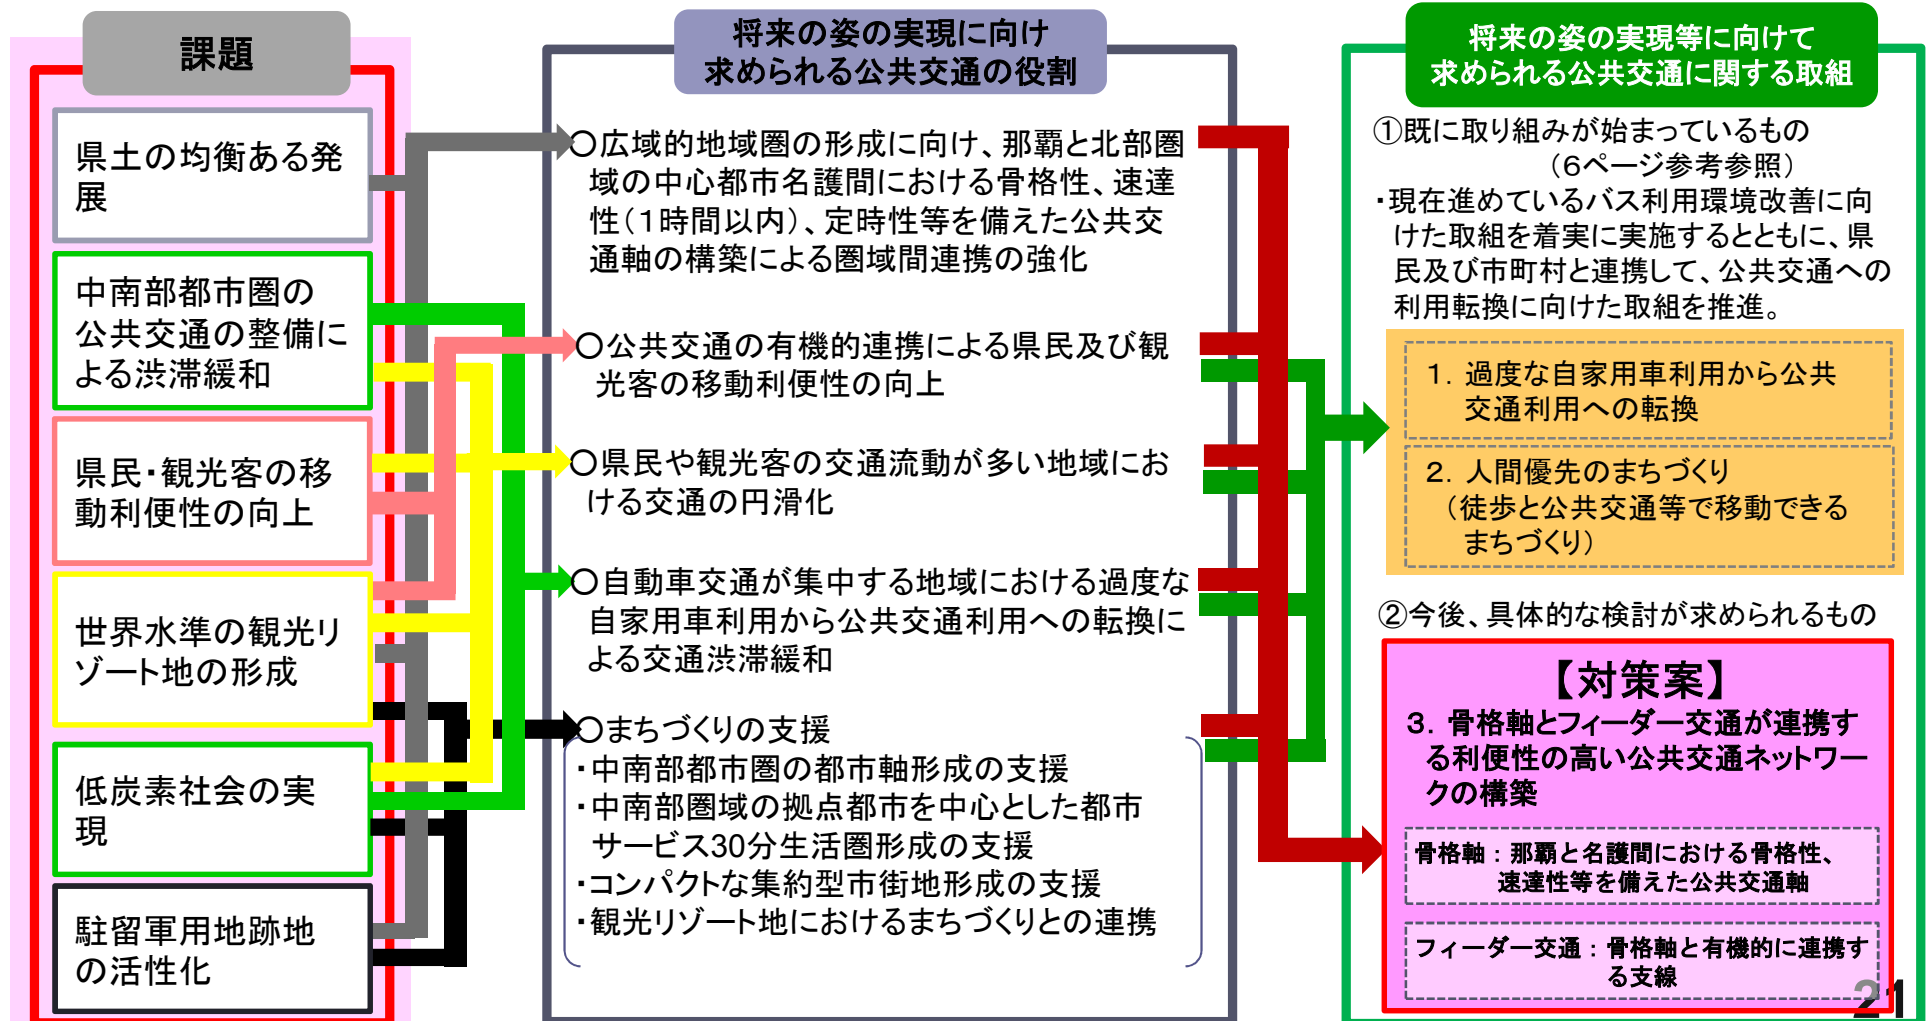 課題
県土の均衡ある発
展
中南部都市圏の
公共交通の整備に
よる渋滞緩和
県民・観光客の移
動利便性の向上
世界水準の観光リ
ゾート地の形成
低炭素社会の実
現
駐留軍用地跡地
の活性化
将来の姿の実現に向け
求められる公共交通の役割
○広域的地域圏の形成に向け、那覇と北部圏
域の中心都市名護間における骨格性、速達
性（１時間以内）、定時性等を備えた公共交
通軸の構築による圏域間連携の強化
○公共交通の有機的連携による県民及び観
光客の移動利便性の向上
○県民や観光客の交通流動が多い地域にお
ける交通の円滑化
○自動車交通が集中する地域における過度な
自家用車利用から公共交通利用への転換に
よる交通渋滞緩和
○まちづくりの支援
・中南部都市圏の都市軸形成の支援
・中南部圏域の拠点都市を中心とした都市
サービス30分生活圏形成の支援
・コンパクトな集約型市街地形成の支援
・観光リゾート地におけるまちづくりとの連携
将来の姿の実現等に向けて
求められる公共交通に関する取組
①既に取り組みが始まっているもの
（６ページ参考参照）
・現在進めているバス利用環境改善に向
けた取組を着実に実施するとともに、県
民及び市町村と連携して、公共交通への
利用転換に向けた取組を推進。
１．過度な自家用車利用から公共
交通利用への転換
２．人間優先のまちづくり
（徒歩と公共交通等で移動できる
まちづくり）
②今後、具体的な検討が求められるもの
【対策案】
３．骨格軸とフィーダー交通が連携す
る利便性の高い公共交通ネットワー
クの構築
骨格軸：那覇と名護間における骨格性、
速達性等を備えた公共交通軸
フィーダー交通：骨格軸と有機的に連携す
る支線
21